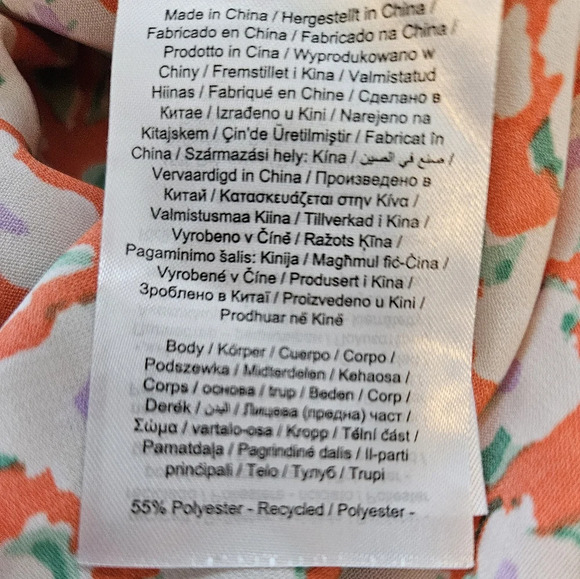 Made in China / Hergestellt in China /
Fabricado en China / Fabricado na China /
Prodotto in Cina / Wyprodukowano w
Chiny / Fremstillet i Kina / Valmistatud
Hiinas / Fabriqué en Chine / Сделано в
Китае / Izrađeno u Kini / Narejeno na
Kitajskem / Çin'de Üretilmiştir / Fabricat în
China / Származási hely: Kína / صنع في الصين /
Vervaardigd in China / Произведено в
Китай / Κατασκευάζεται στην Κίνα /
Valmistusmaa Kiina / Tillverkad i Kina /
Vyrobeno v Číně / Ražots Ķīna /
Pagaminimo šalis: Kinija / Magħmul fiċ-Ċina /
Vyrobené v Číne / Produsert i Kina /
Зроблено в Китаї / Proizvedeno u Kini /
Prodhuar në Kinë
Body / Körper / Cuerpo / Corpo /
Podszewka / / Kehaosa /
Corps / основа / trup / Beden / Corp /
Derék / البدن / Лицева (предна) част /
Σώμα / vartalo-osa / Kropp / Tělní část /
Pamatdaļa / Pagrindinė dalis / Il-parti
prinċipali / Telo / Тулуб / Trupi
55% Polyester - Recycled / Polyester -